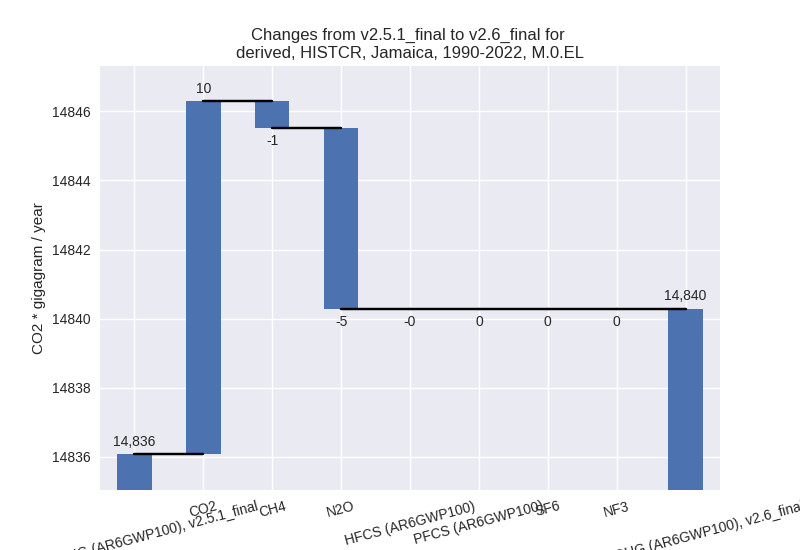 Changes from v2.5.1_final to v2.6_final for
derived, HISTCR, Jamaica, 1990-2022, M.0.EL
CO2 * gigagram / year
14846
14844
14842
14840
14838
14836
14,836
10
-1
-5
-0
0
0
0
14,840
(AR6GWP100), v2.5.1_final
CO2
CH4
N2O
HFCS (AR6GWP100)
PFCS (AR6GWP100)
SF6
NF3
(AR6GWP100), v2.6_final